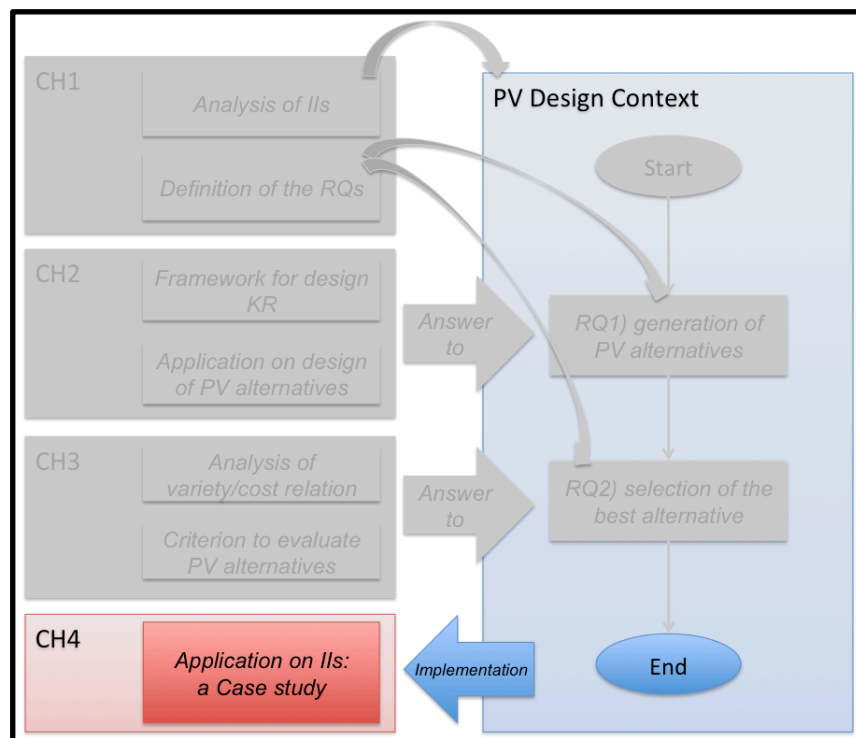 CH1
Analysis of IIs
Definition of the RQs
CH2
Framework for design
KR
Application on design
of PV alternatives
CH3
Analysis of
variety/cost relation
Criterion to evaluate
PV alternatives
CH4
Application on IIs:
a Case study
Answer
to
Answer
to
Implementation
PV Design Context
Start
RQ1) generation of
PV alternatives
RQ2) selection of the
best alternative
End